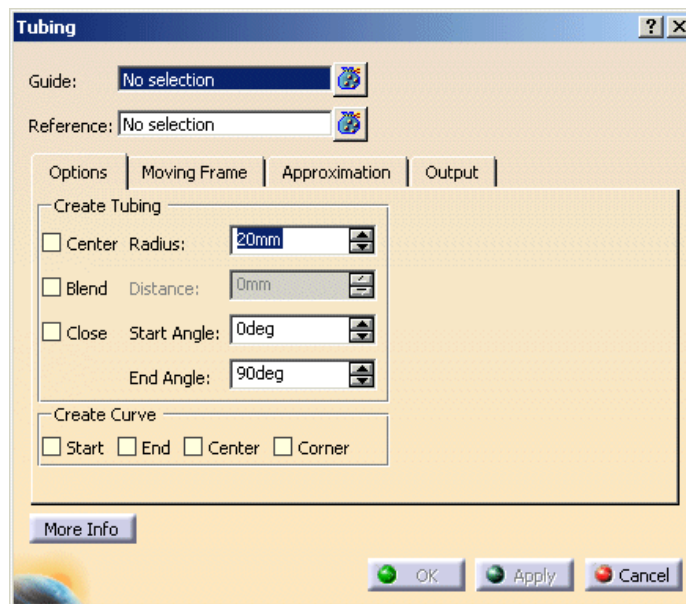 Tubing
Guide: No selection
Reference: No selection
Options Moving Frame Approximation Output
Create Tubing
Center Radius: 20mm
Blend Distance: 0mm
Close Start Angle: 0deg
End Angle: 90deg
Create Curve
Start End Center Corner
More Info
OK Apply Cancel